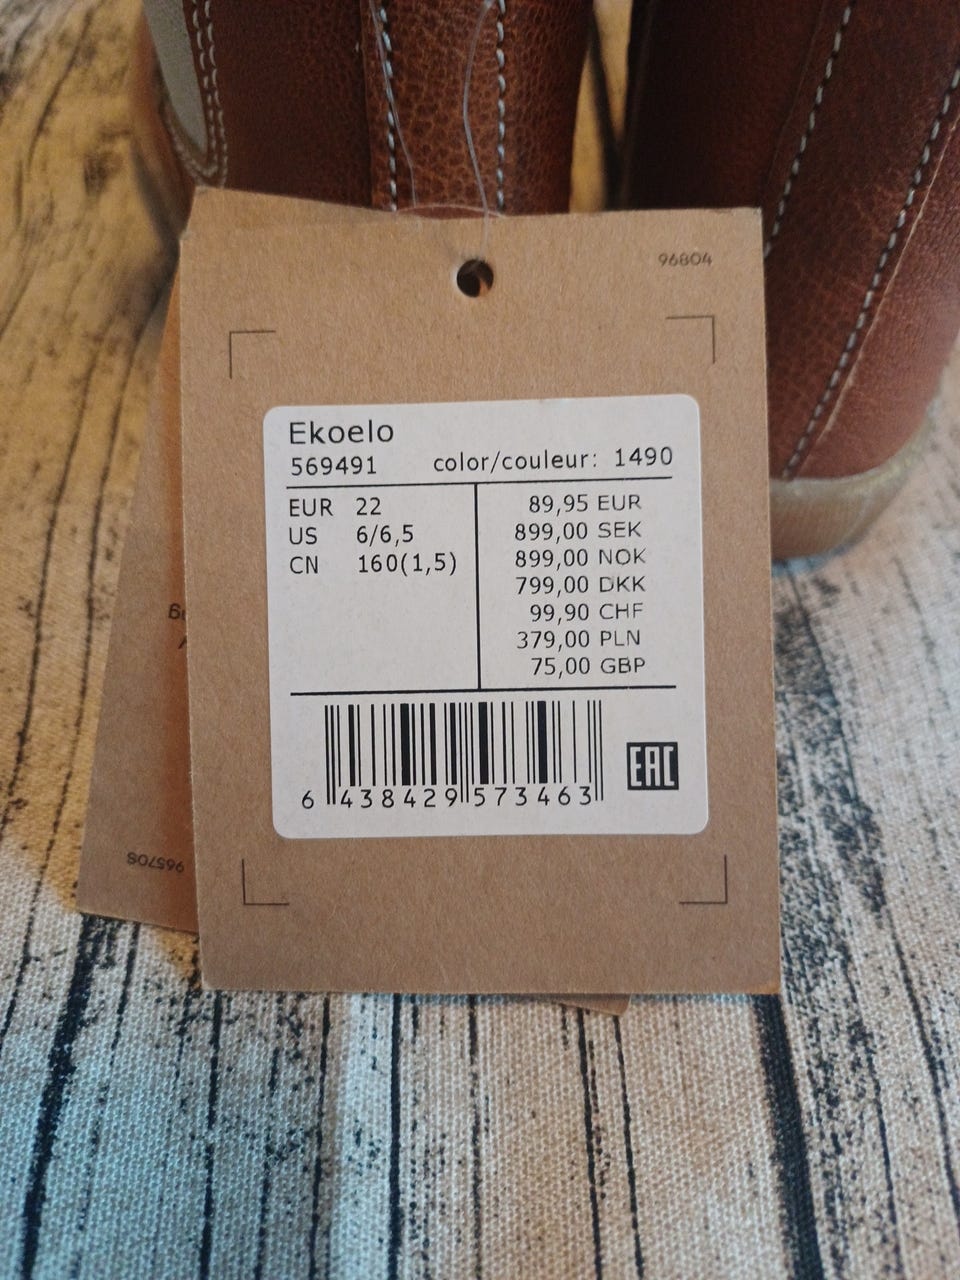 96804
Ekoelo
569491 color/couleur: 1490
EUR 22
US 6/6,5
CN 160(1,5)
89,95 EUR
899,00 SEK
899,00 NOK
799,00 DKK
99,90 CHF
379,00 PLN
75,00 GBP
6 438429 573463
EAC
96570S